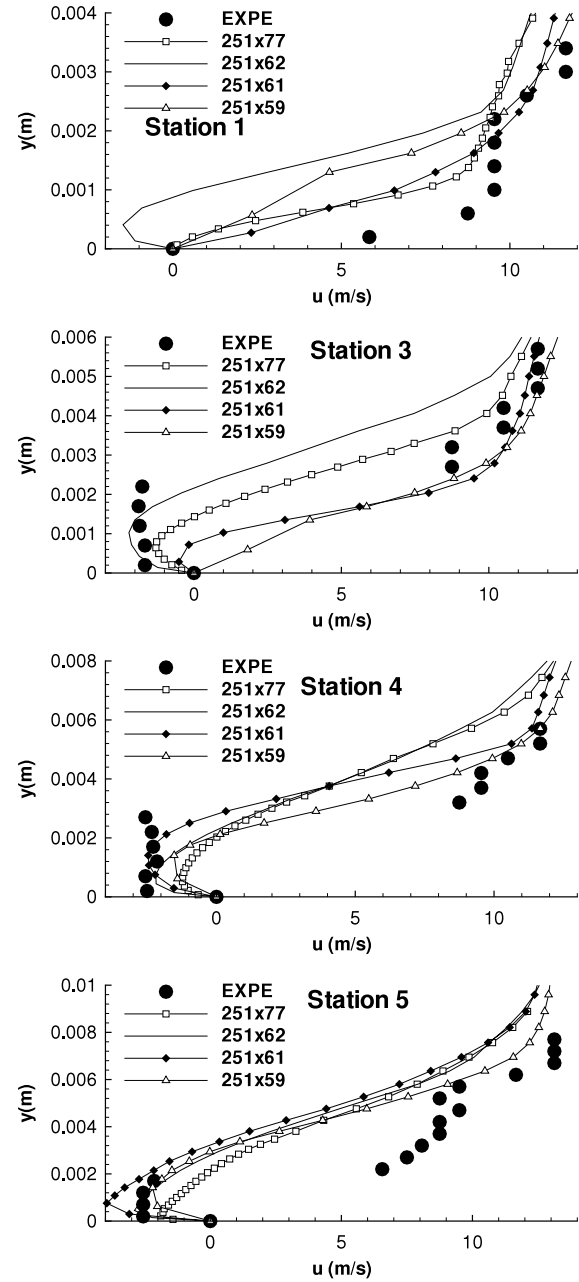 0.004
EXPE
251x77
0.003
251x62
251x61
251x59
y(m)
0.002
Station 1
0.001
0
0
5
10
u (m/s)
0.006
EXPE
Station 3
0.005
251x77
251x62
0.004
251x61
251x59
y(m)
0.003
0.002
0.001
0
0
5
10
u (m/s)
0.008
EXPE
251x77
Station 4
0.006
251x62
251x61
251x59
y(m)
0.004
0.002
0
0
5
10
u (m/s)
0.01
EXPE
Station 5
251x77
0.008
251x62
251x61
251x59
y(m)
0.006
0.004
0.002
0
0
5
10
u (m/s)